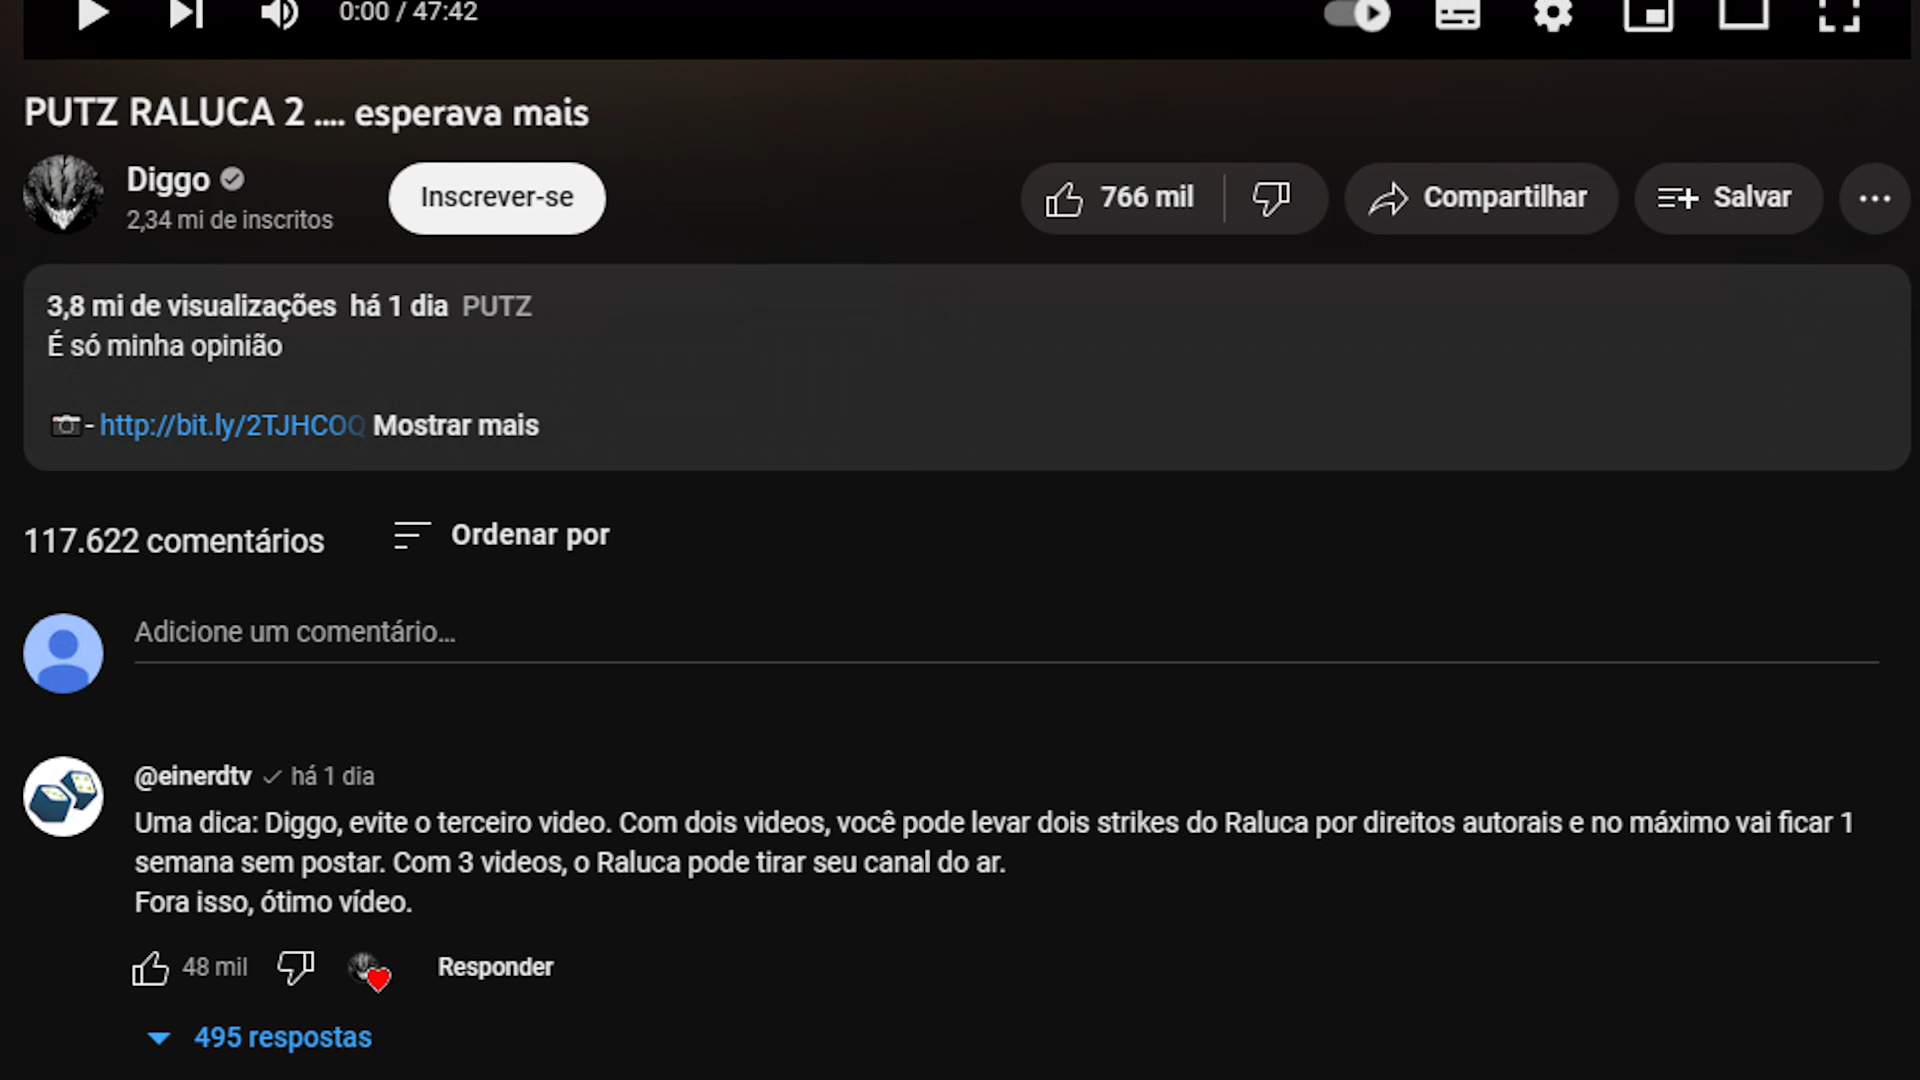 0:00 / 47:42
PUTZ RALUCA 2 .... esperava mais
Diggo
2,34 mi de inscritos
Inscrever-se
766 mil
Compartilhar
Salvar
3,8 mi de visualizações há 1 dia PUTZ
É só minha opinião
- http://bit.ly/2TJHCOQ Mostrar mais
117.622 comentários
Ordenar por
Adicione um comentário...
@einerdtv há 1 dia
Uma dica: Diggo, evite o terceiro video. Com dois videos, você pode levar dois strikes do Raluca por direitos autorais e no máximo vai ficar 1
semana sem postar. Com 3 videos, o Raluca pode tirar seu canal do ar.
Fora isso, ótimo vídeo.
48 mil
Responder
495 respostas